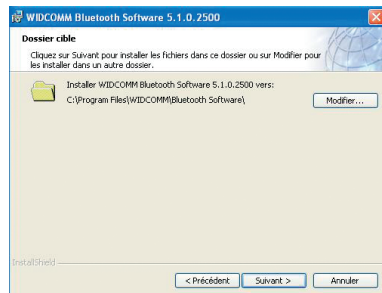 WIDCOMM Bluetooth Software 5.1.0.2500
Dossier cible
Cliquez sur Suivant pour installer les fichiers dans ce dossier ou sur Modifier pour
les installer dans un autre dossier.
Installer WIDCOMM Bluetooth Software 5.1.0.2500 vers:
C:\Program Files\WIDCOMM\Bluetooth Software\
Modifier...
InstallShield
< Précédent
Suivant >
Annuler